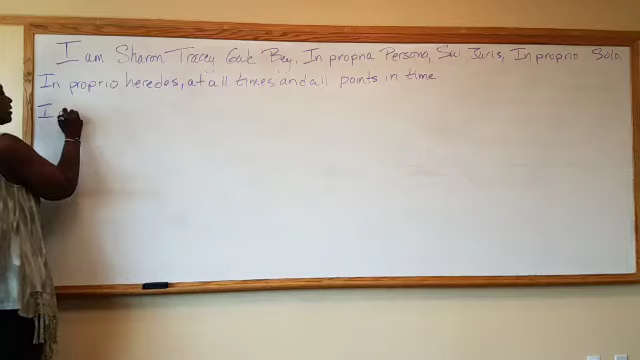 I am Sharon Tracey Gale Bey, In propria Persona, Sui Juris, In proprio Solo,
In proprio heredes, at all times and all points in time
I